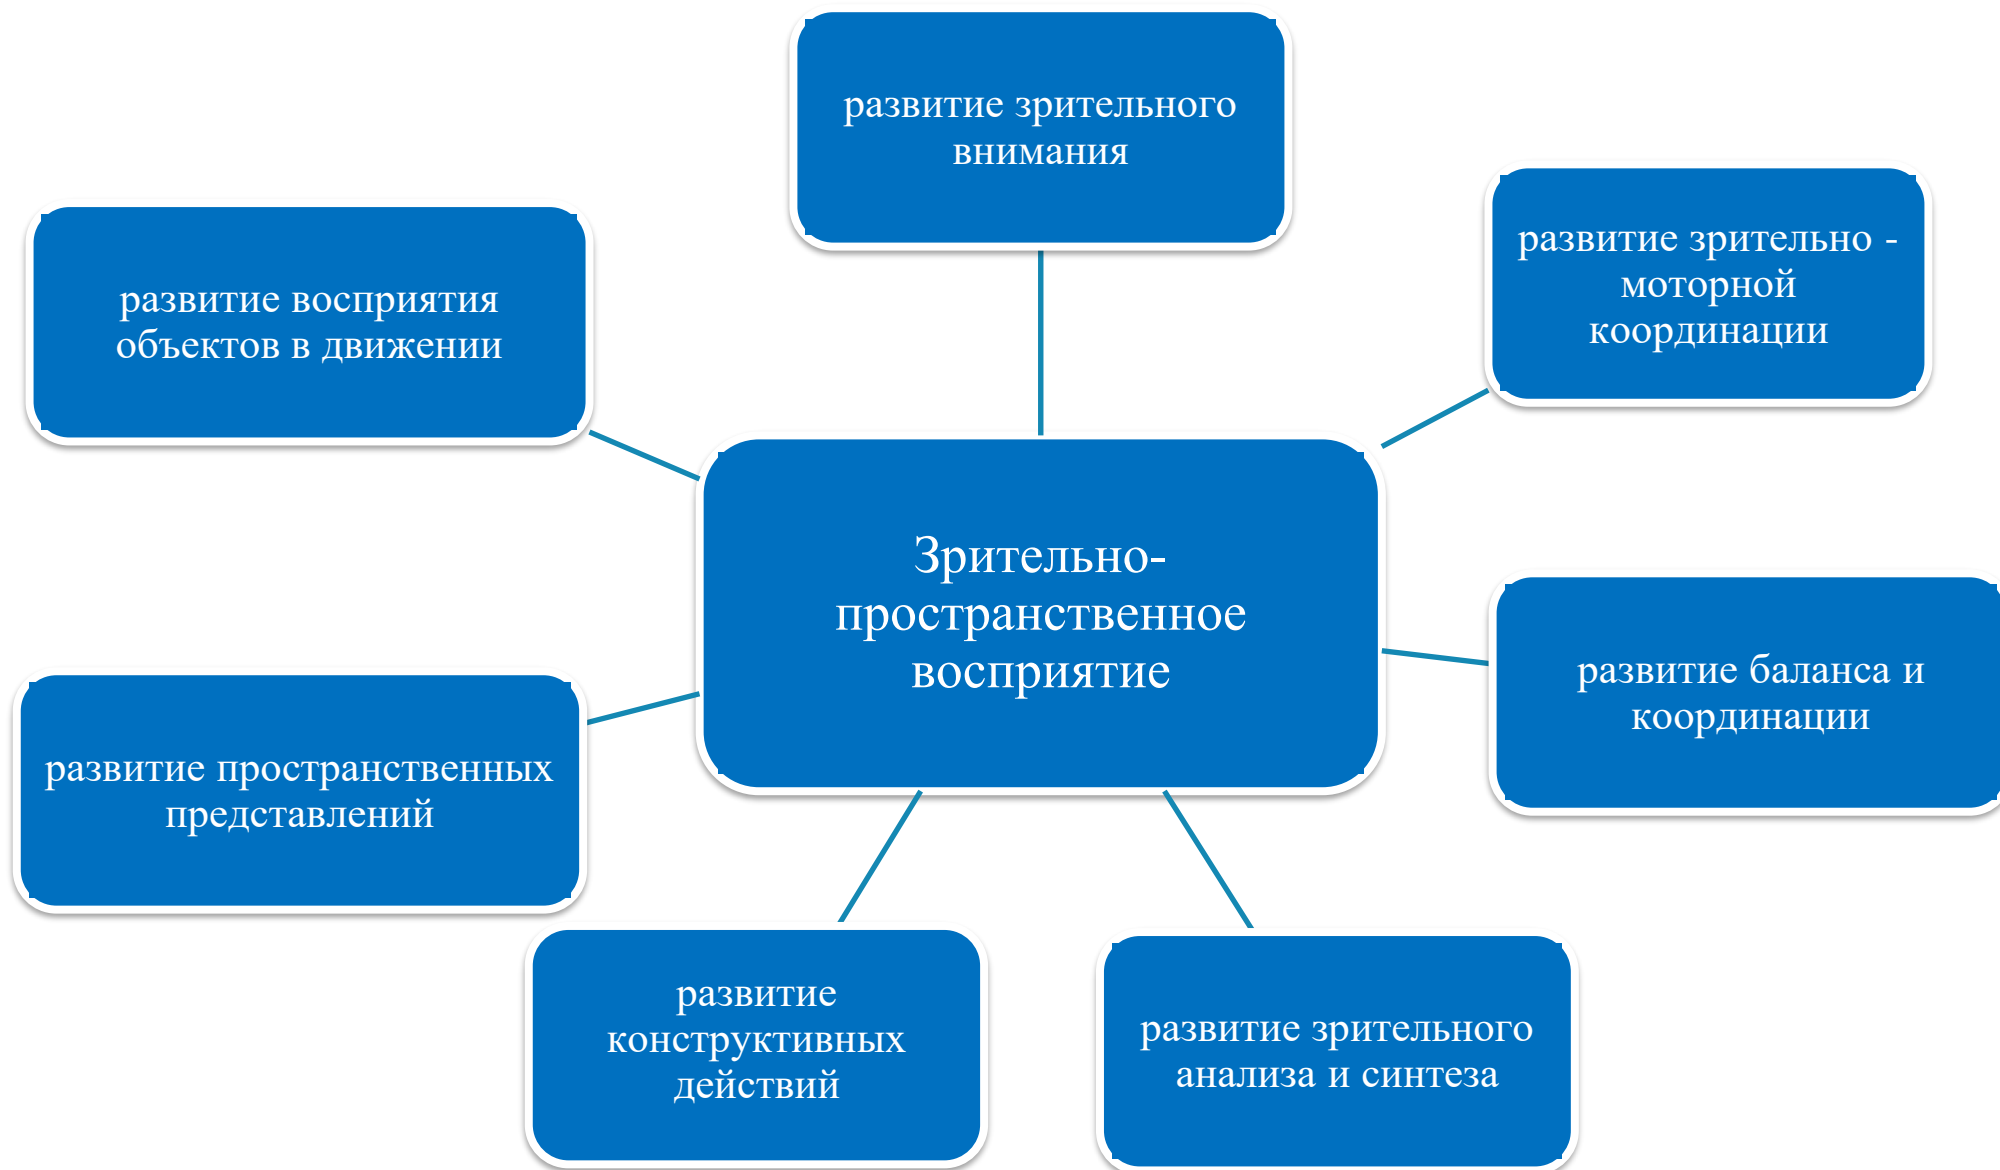 развитие зрительного
внимания
развитие зрительно -
моторной
координации
развитие восприятия
объектов в движении
Зрительно-
пространственное
восприятие
развитие баланса и
координации
развитие пространственных
представлений
развитие
конструктивных
действий
развитие зрительного
анализа и синтеза